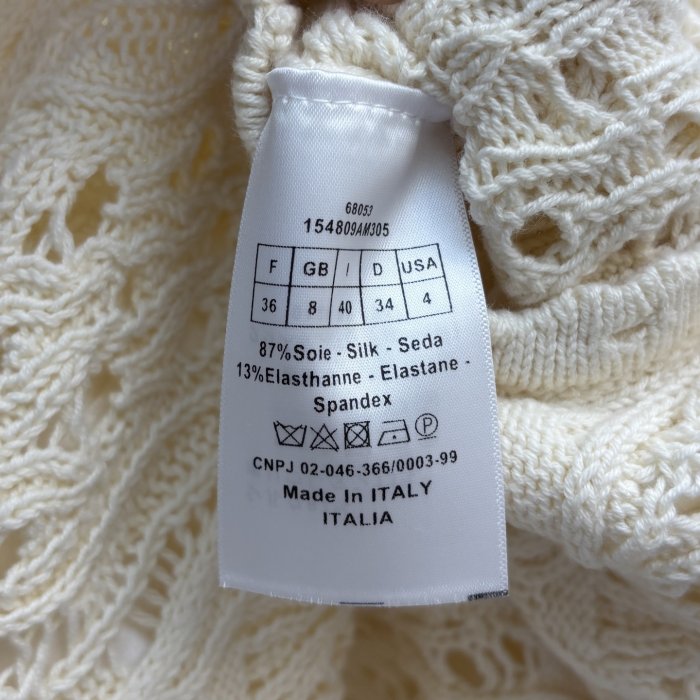 68053
154809AM305
F GB I D USA
36 8 40 34 4
87%Soie - Silk - Seda
13%Elasthanne - Elastane -
Spandex
P
CNPJ 02-046-366/0003-99
Made In ITALY
ITALIA